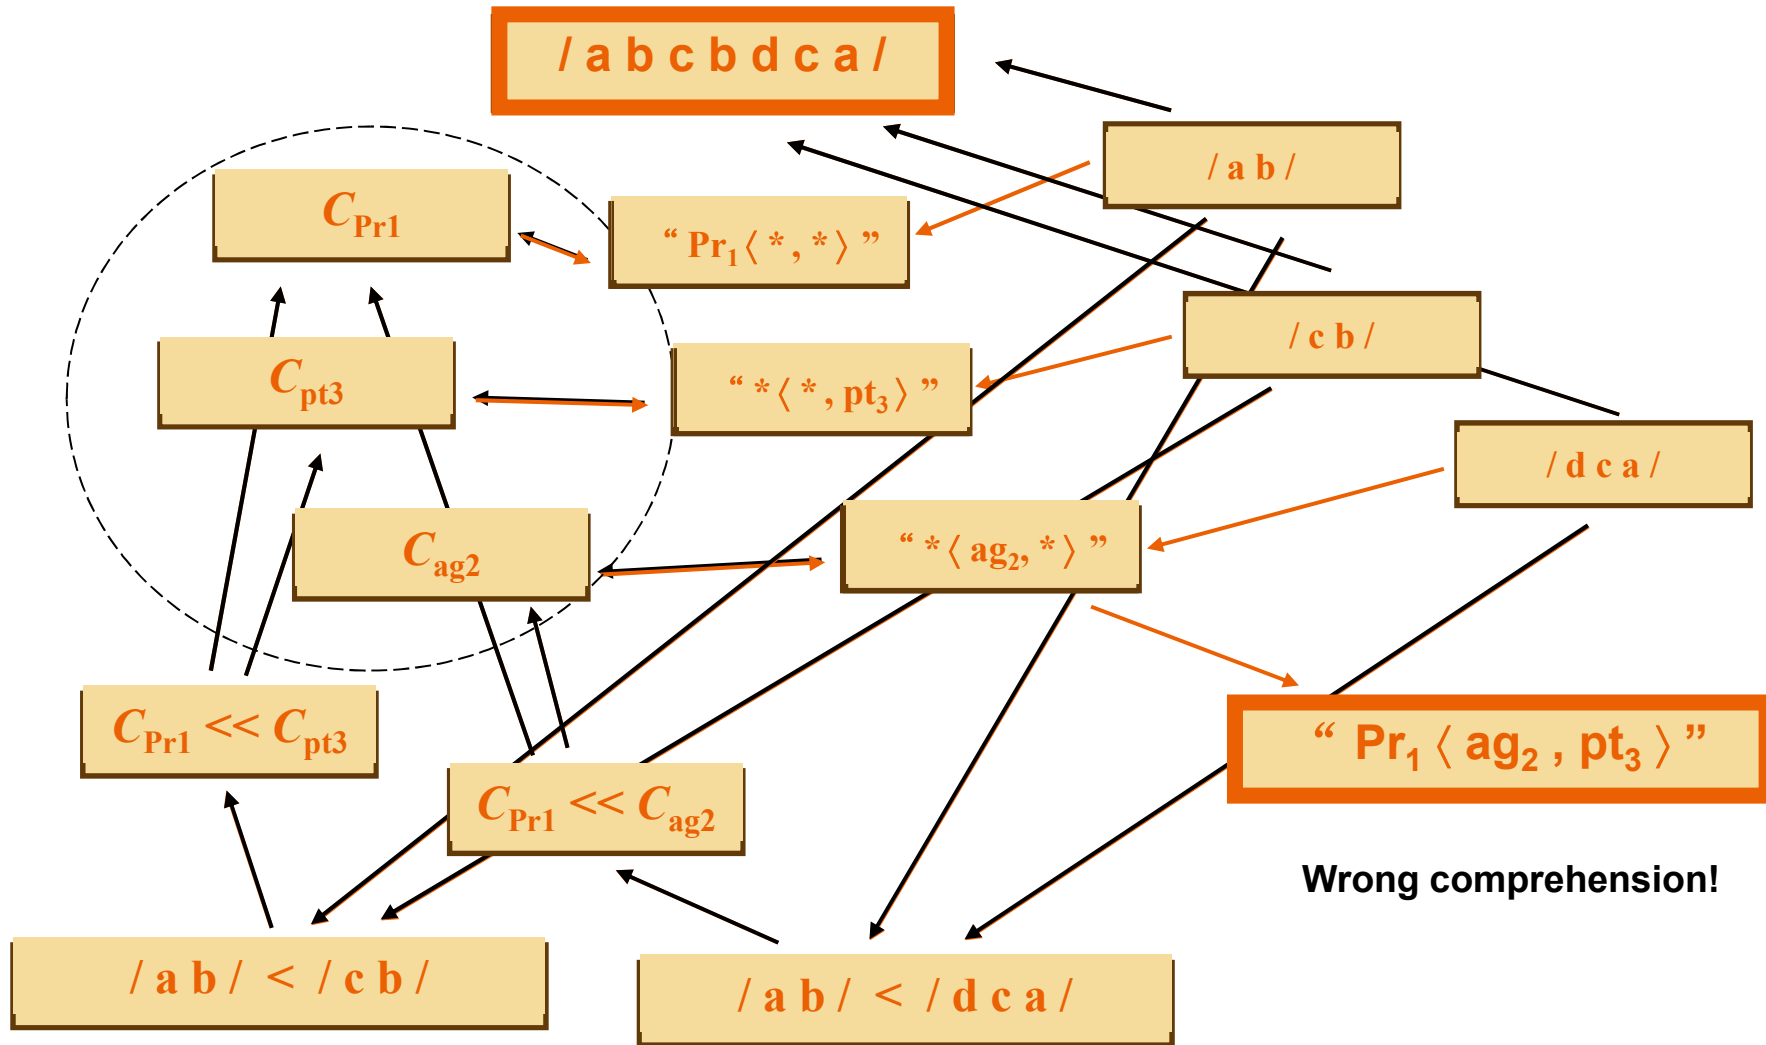 / a b c b d c a /
/ a b /
C_Pr1
“ Pr₁⟨ *, *⟩ ”
/ c b /
C_pt3
“ *⟨ *, pt₃⟩ ”
/ d c a /
C_ag2
“ *⟨ ag₂, *⟩ ”
C_Pr1 << C_pt3
“ Pr₁ ⟨ ag₂ , pt₃ ⟩ ”
C_Pr1 << C_ag2
Wrong comprehension!
/ a b / < / c b /
/ a b / < / d c a /